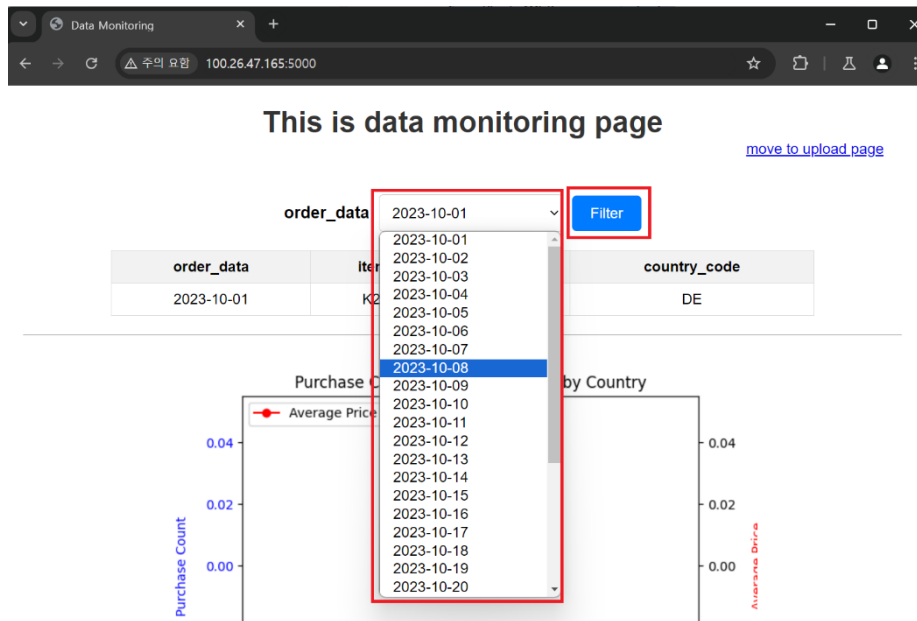 Data Monitoring
주의 요함 100.26.47.165:5000
This is data monitoring page
move to upload page
order_data 2023-10-01 Filter
2023-10-01
2023-10-02
2023-10-03
2023-10-04
2023-10-05
2023-10-06
2023-10-07
2023-10-08
2023-10-09
2023-10-10
2023-10-11
2023-10-12
2023-10-13
2023-10-14
2023-10-15
2023-10-16
2023-10-17
2023-10-18
2023-10-19
2023-10-20
order_data country_code
2023-10-01 DE
Purchase by Country
Average Price
0.04 0.04
0.02 0.02
0.00 0.00
Purchase Count
Average Price